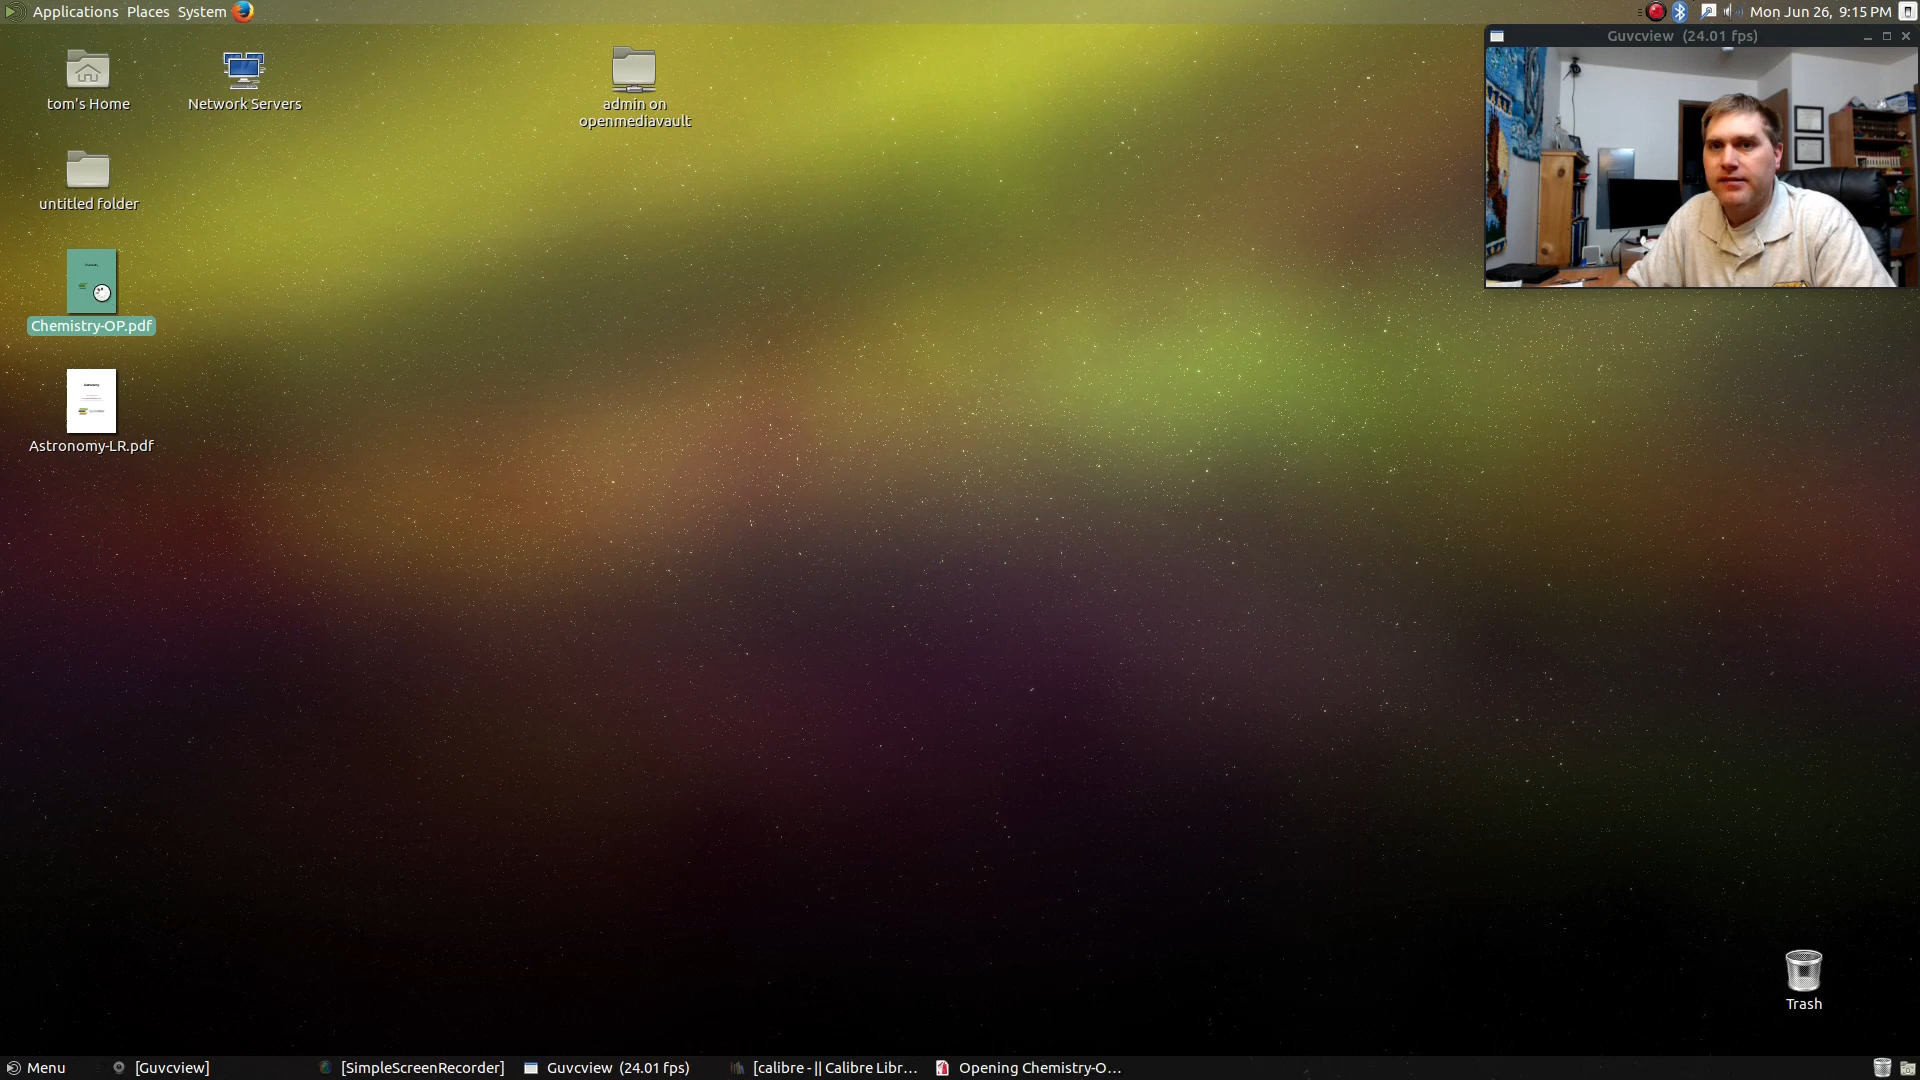 Applications Places System
Mon Jun 26, 9:15 PM
Guvcview (24.01 fps)
tom's Home
Network Servers
admin on
openmediavault
untitled folder
Chemistry-OP.pdf
Astronomy-LR.pdf
Trash
Menu
[Guvcview]
[SimpleScreenRecorder]
Guvcview (24.01 fps)
[calibre - || Calibre Libr...
Opening Chemistry-O...